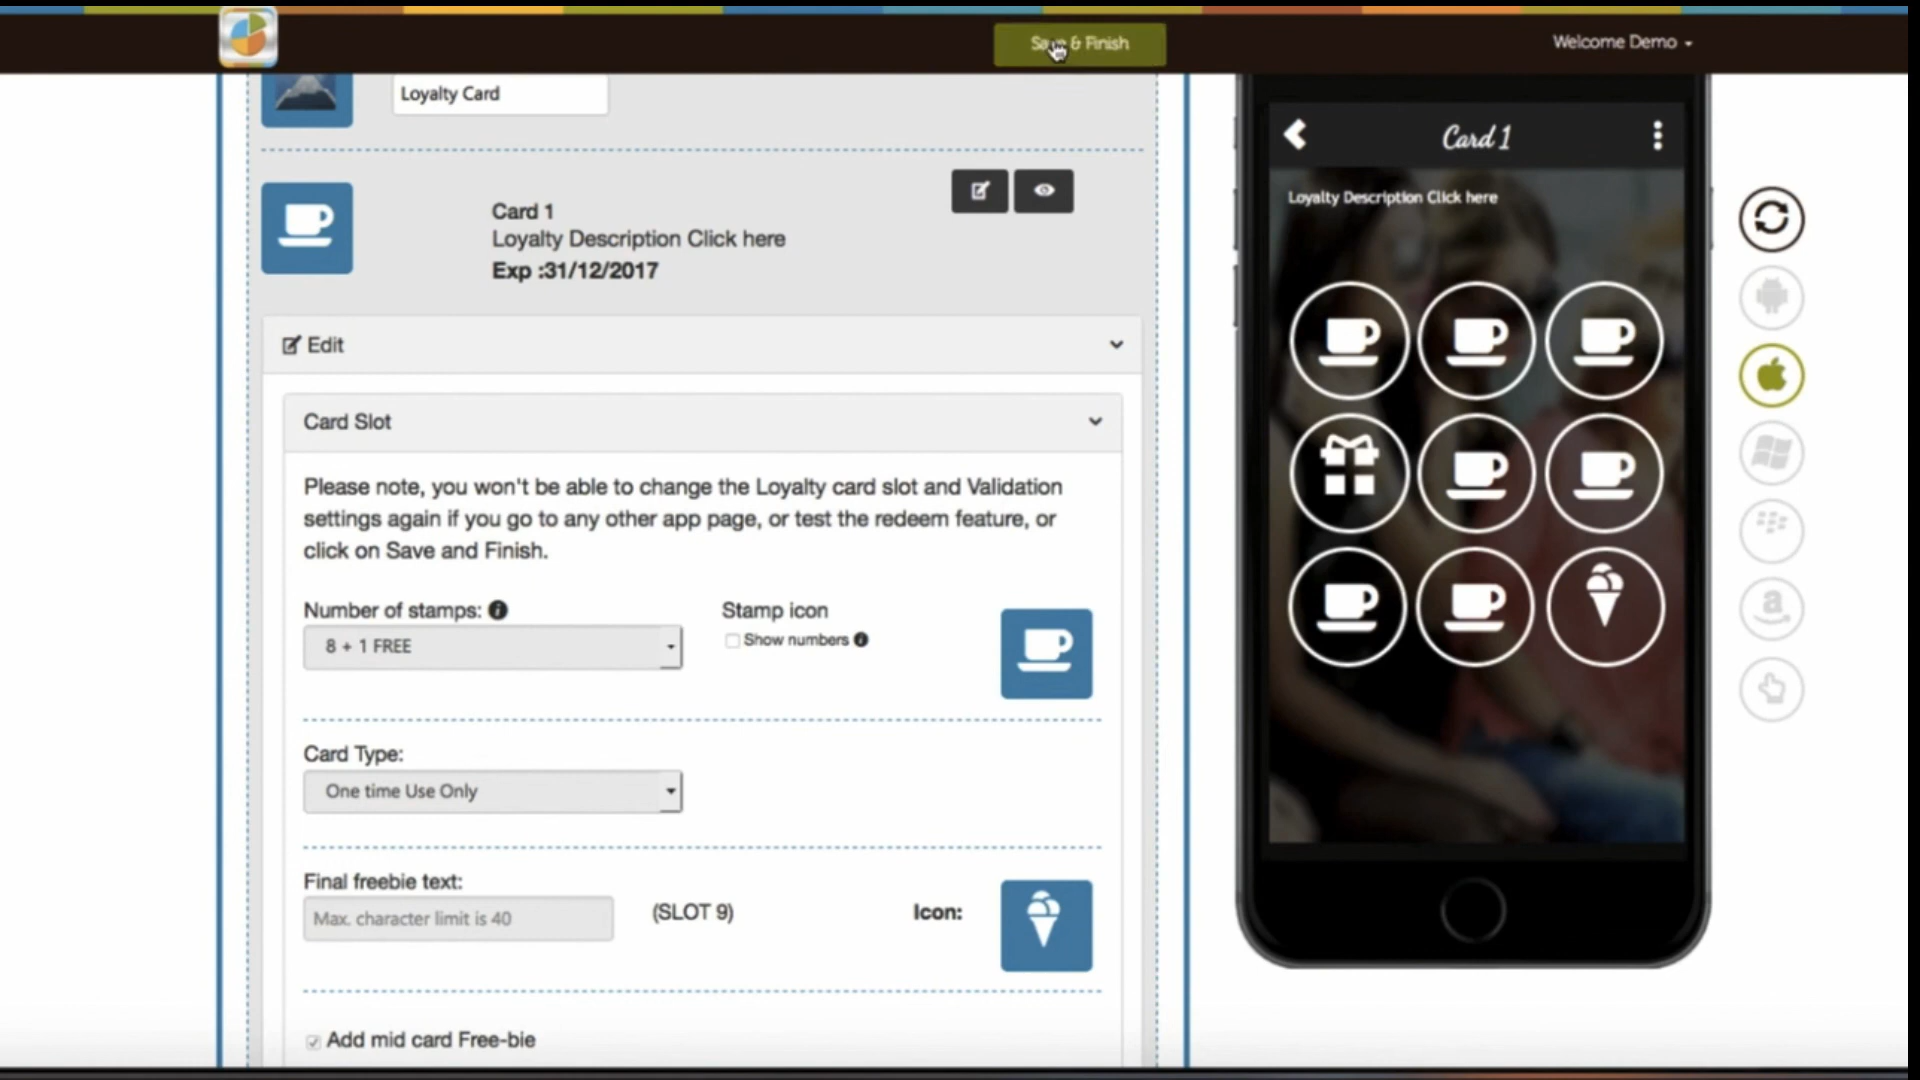 Save & Finish
Welcome Demo
Loyalty Card
Card 1
Loyalty Description Click here
Exp :31/12/2017
Edit
Card Slot
Please note, you won't be able to change the Loyalty card slot and Validation
settings again if you go to any other app page, or test the redeem feature, or
click on Save and Finish.
Number of stamps:
8 + 1 FREE
Stamp icon
Show numbers
Card Type:
One time Use Only
Final freebie text:
Max. character limit is 40
(SLOT 9)
Icon:
Add mid card Free-bie
Card 1
Loyalty Description Click here